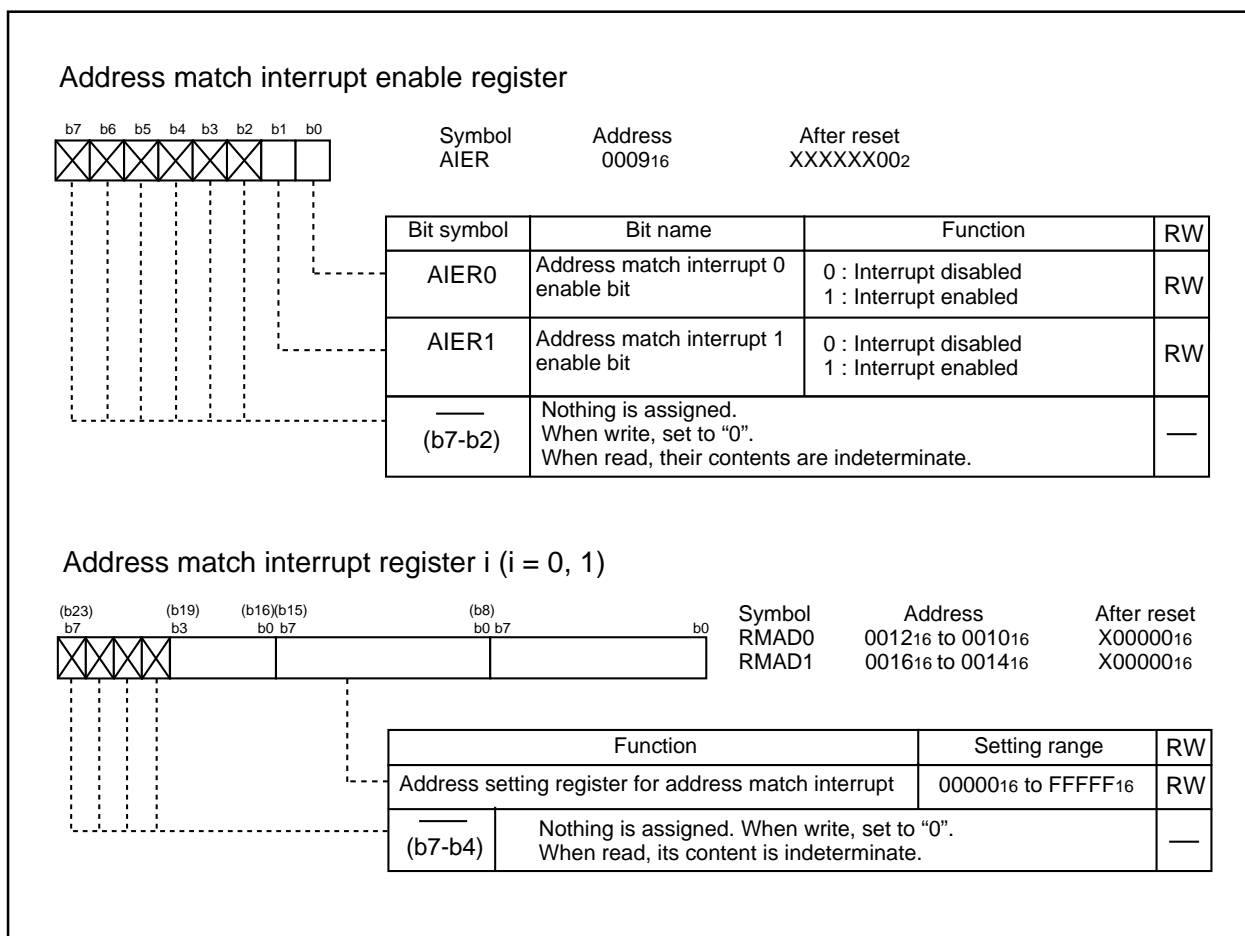 Address match interrupt enable register
b7 b6 b5 b4 b3 b2 b1 b0
Symbol Address After reset
AIER 000916 XXXXXX002
Bit symbol Bit name Function RW
AIER0 Address match interrupt 0 enable bit 0 : Interrupt disabled 1 : Interrupt enabled RW
AIER1 Address match interrupt 1 enable bit 0 : Interrupt disabled 1 : Interrupt enabled RW
(b7-b2) Nothing is assigned.
When write, set to “0”.
When read, their contents are indeterminate. —
Address match interrupt register i (i = 0, 1)
(b23) (b19) (b16)(b15) (b8)
b7 b3 b0 b7 b0 b7 b0
Symbol Address After reset
RMAD0 001216 to 001016 X0000016
RMAD1 001616 to 001416 X0000016
Function Setting range RW
Address setting register for address match interrupt 0000016 to FFFFF16 RW
(b7-b4) Nothing is assigned. When write, set to “0”.
When read, its content is indeterminate. —